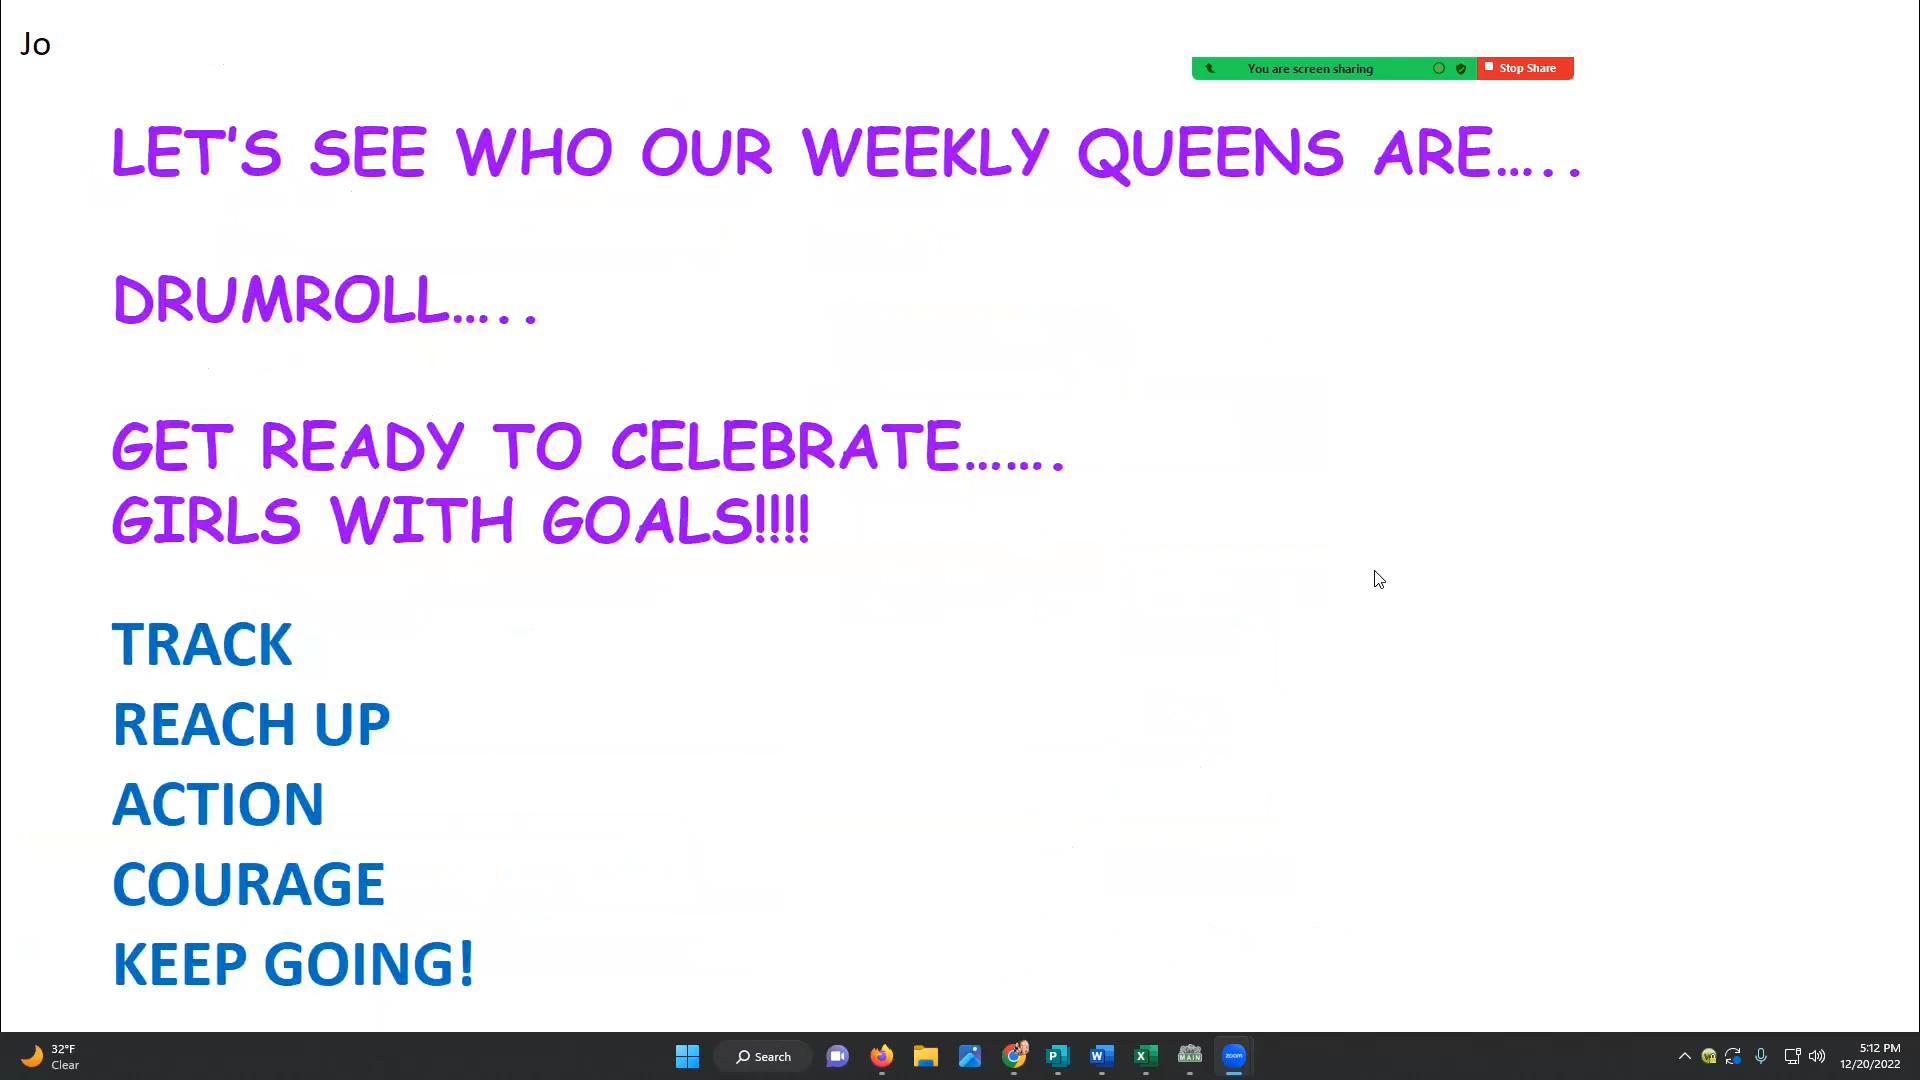 Jo
You are screen sharing
Stop Share
LET'S SEE WHO OUR WEEKLY QUEENS ARE.....
DRUMROLL.....
GET READY TO CELEBRATE.......
GIRLS WITH GOALS!!!!
TRACK
REACH UP
ACTION
COURAGE
KEEP GOING!
32°F
Clear
Search
P
W
X
MAIN
zoom
5:12 PM
12/20/2022